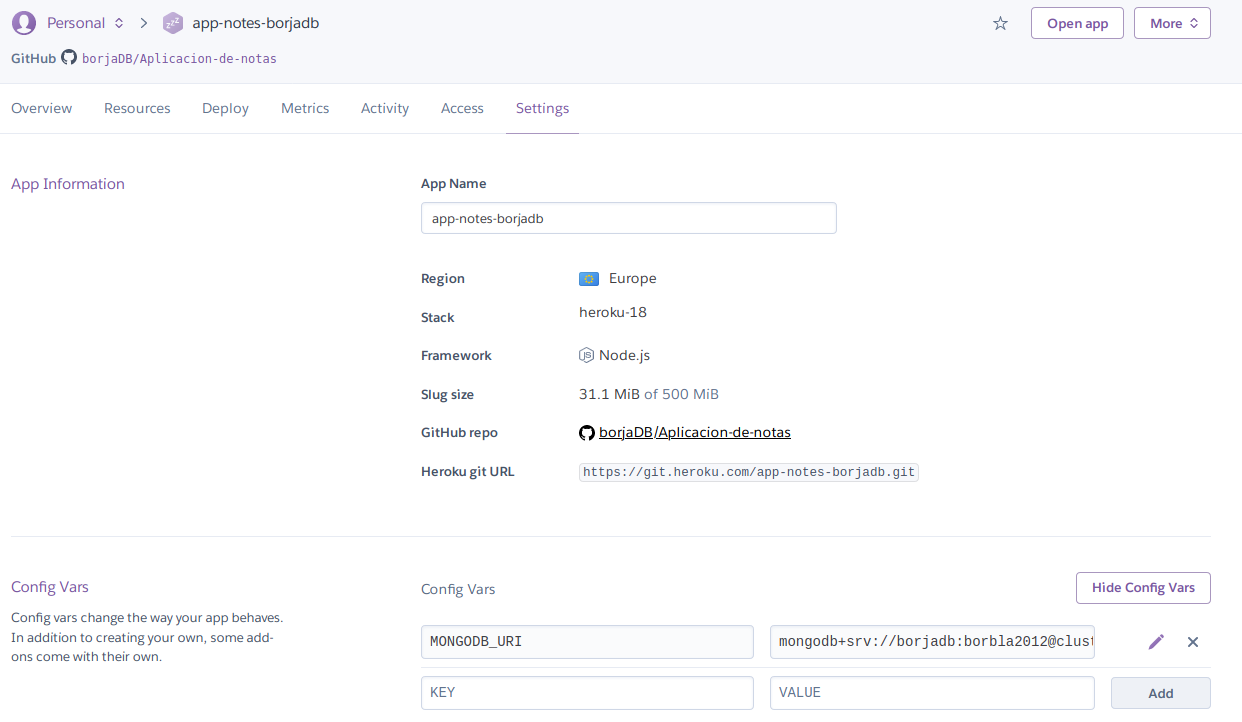 Personal app-notes-borjadb Open app More
GitHub borjaDB/Aplicacion-de-notas
Overview Resources Deploy Metrics Activity Access Settings
App Information
App Name
app-notes-borjadb
Region Europe
Stack heroku-18
Framework Node.js
Slug size 31.1 MiB of 500 MiB
GitHub repo borjaDB/Aplicacion-de-notas
Heroku git URL https://git.heroku.com/app-notes-borjadb.git
Config Vars
Config vars change the way your app behaves.
In addition to creating your own, some add-
ons come with their own.
Config Vars Hide Config Vars
MONGODB_URI mongodb+srv://borjadb:borbla2012@clust
KEY VALUE Add